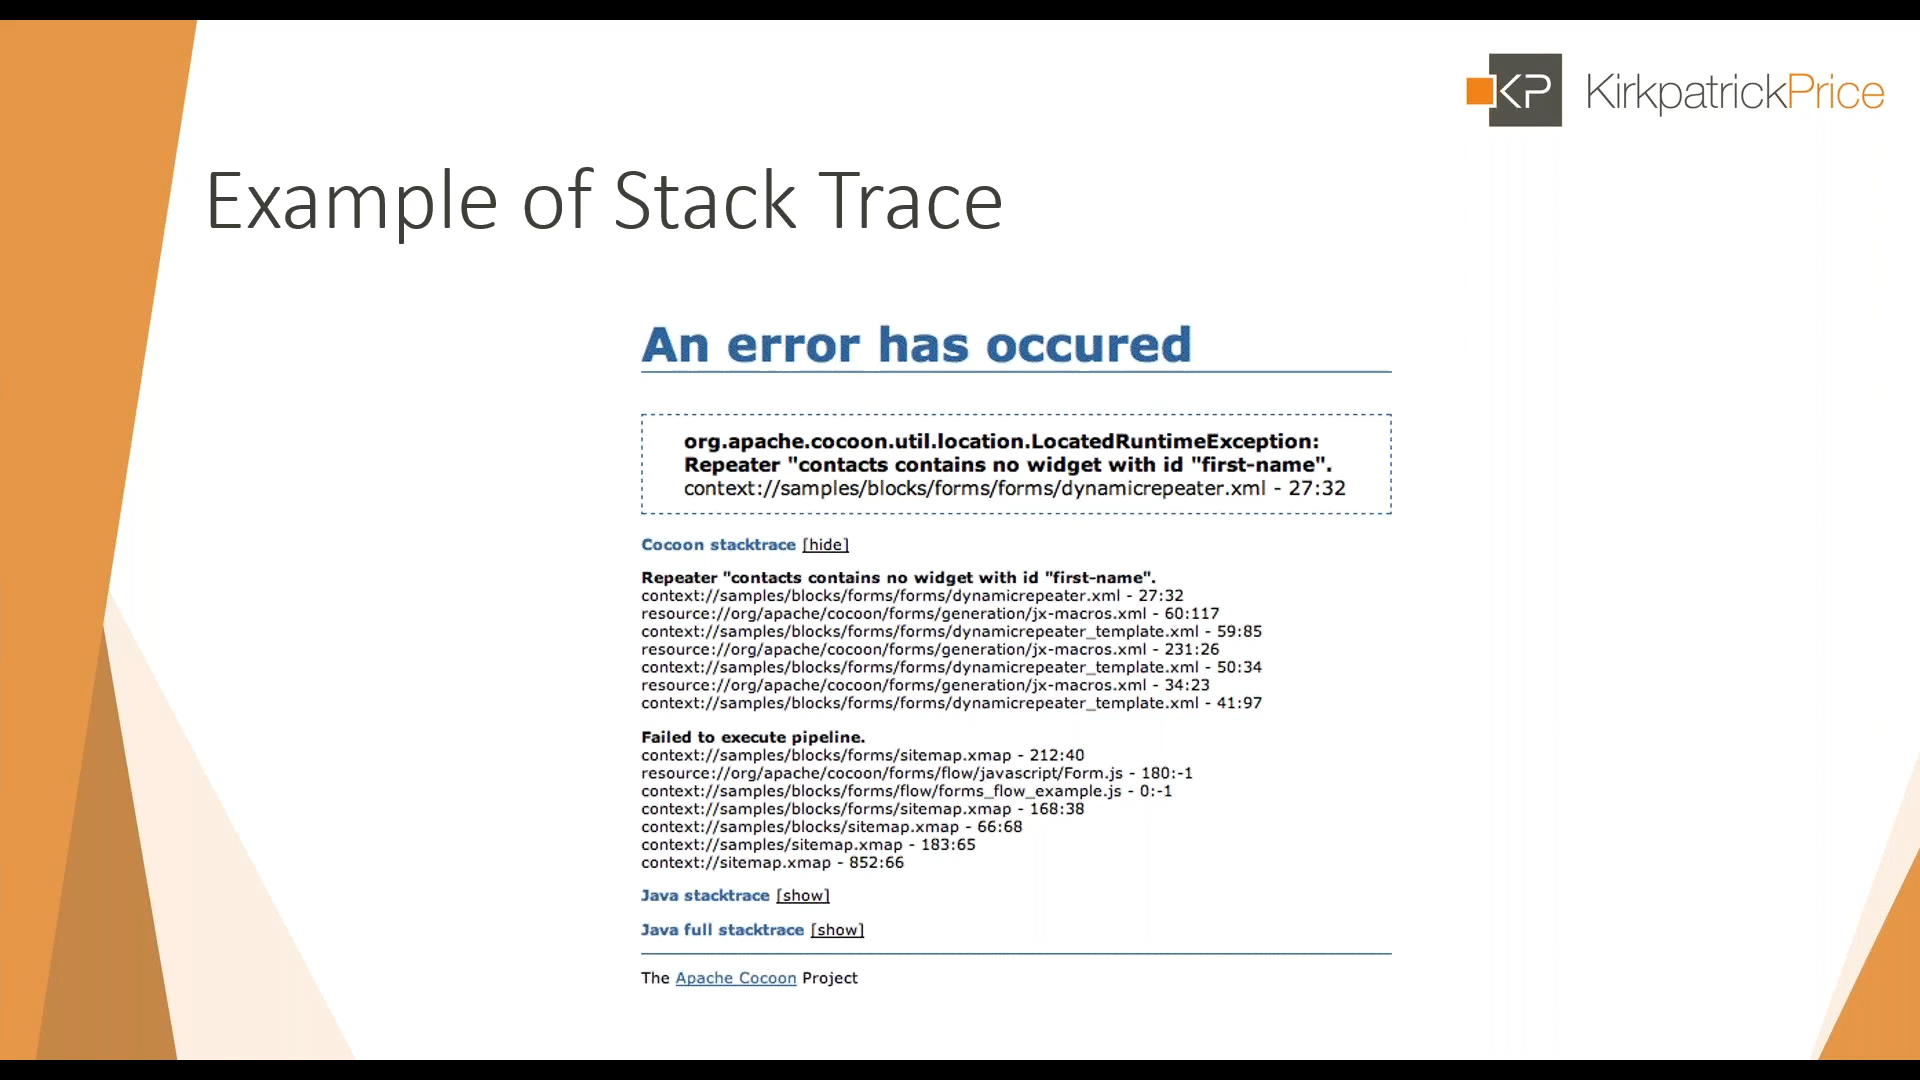 KP KirkpatrickPrice
Example of Stack Trace
An error has occured
org.apache.cocoon.util.location.LocatedRuntimeException:
Repeater "contacts contains no widget with id "first-name".
context://samples/blocks/forms/forms/dynamicrepeater.xml - 27:32
Cocoon stacktrace [hide]
Repeater "contacts contains no widget with id "first-name".
context://samples/blocks/forms/forms/dynamicrepeater.xml - 27:32
resource://org/apache/cocoon/forms/generation/jx-macros.xml - 60:117
context://samples/blocks/forms/forms/dynamicrepeater_template.xml - 59:85
resource://org/apache/cocoon/forms/generation/jx-macros.xml - 231:26
context://samples/blocks/forms/forms/dynamicrepeater_template.xml - 50:34
resource://org/apache/cocoon/forms/generation/jx-macros.xml - 34:23
context://samples/blocks/forms/forms/dynamicrepeater_template.xml - 41:97
Failed to execute pipeline.
context://samples/blocks/forms/sitemap.xmap - 212:40
resource://org/apache/cocoon/forms/flow/javascript/Form.js - 180:-1
context://samples/blocks/forms/flow/forms_flow_example.js - 0:-1
context://samples/blocks/forms/sitemap.xmap - 168:38
context://samples/blocks/sitemap.xmap - 66:68
context://samples/sitemap.xmap - 183:65
context://sitemap.xmap - 852:66
Java stacktrace [show]
Java full stacktrace [show]
The Apache Cocoon Project